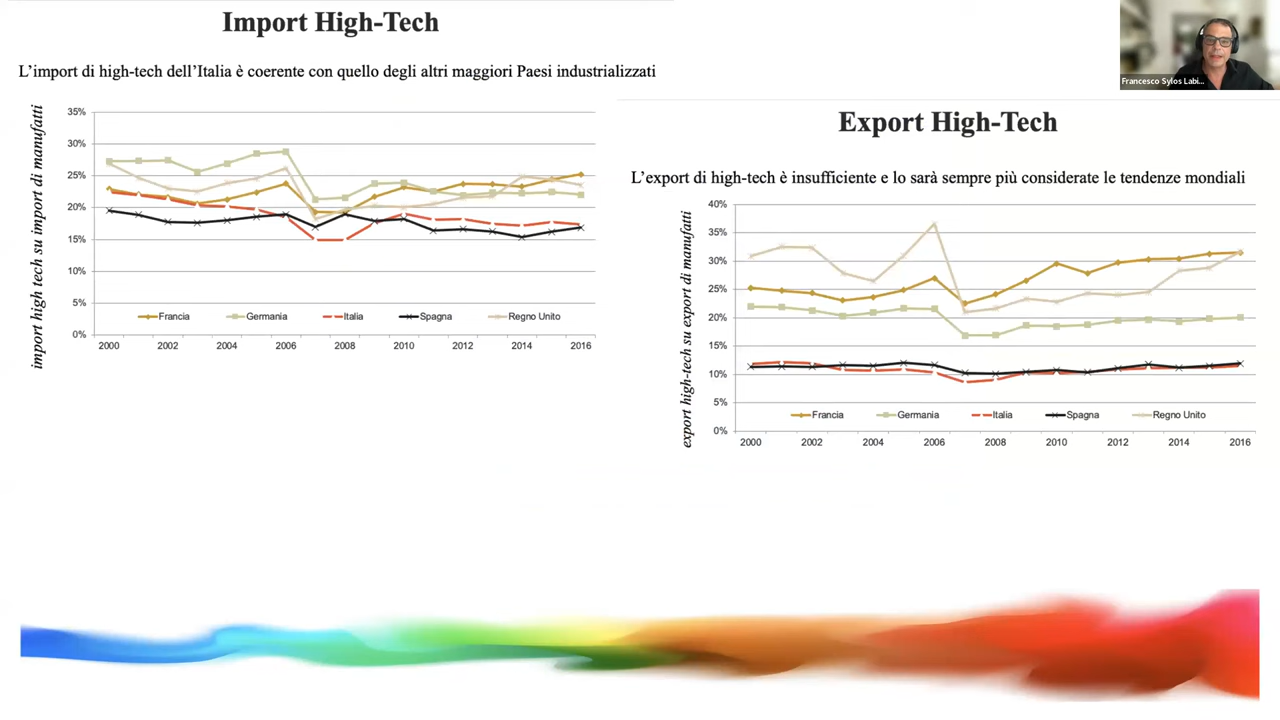 Import High-Tech
L'import di high-tech dell'Italia è coerente con quello degli altri maggiori Paesi industrializzati
import high tech su import di manufatti
35%
30%
25%
20%
15%
10%
5%
0%
Francia Germania Italia Spagna Regno Unito
2000 2002 2004 2006 2008 2010 2012 2014 2016
Francesco Sylos Labi...
Export High-Tech
L'export di high-tech è insufficiente e lo sarà sempre più considerate le tendenze mondiali
export high-tech su export di manufatti
40%
35%
30%
25%
20%
15%
10%
5%
0%
Francia Germania Italia Spagna Regno Unito
2000 2002 2004 2006 2008 2010 2012 2014 2016